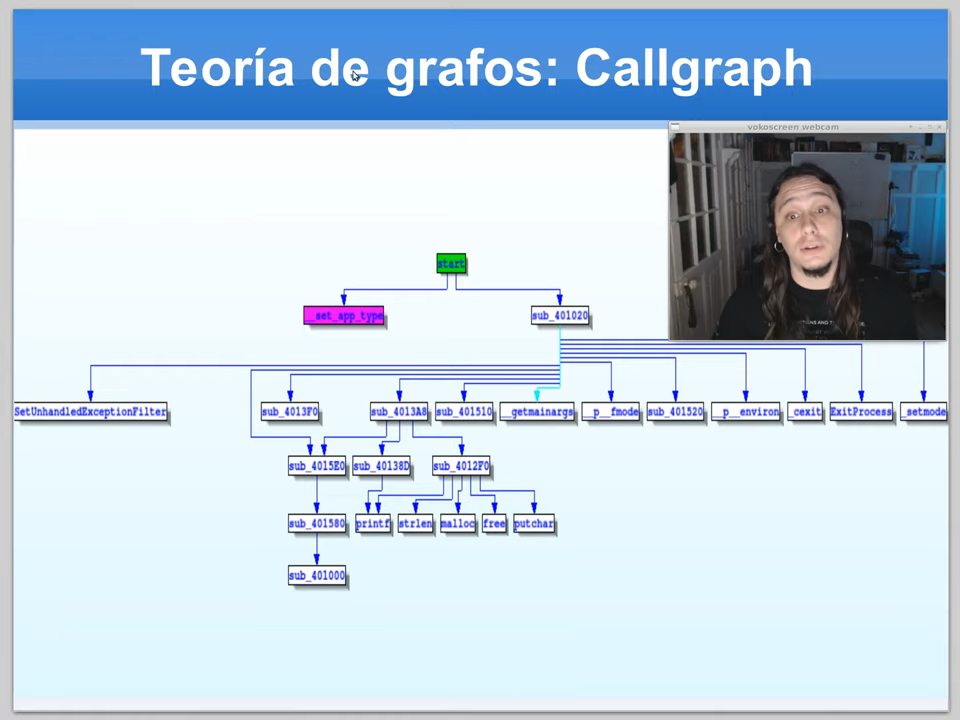 Teoría de grafos: Callgraph
vokoscreen webcam
start
__set_app_type
sub_401020
SetUnhandledExceptionFilter
sub_4013F0
sub_4013A8
sub_401510
__getmainargs
__p__fmode
sub_401520
__p__environ
_cexit
ExitProcess
_setmode
sub_4015E0
sub_40138D
sub_4012F0
sub_401580
printf
strlen
malloc
free
putchar
sub_401000